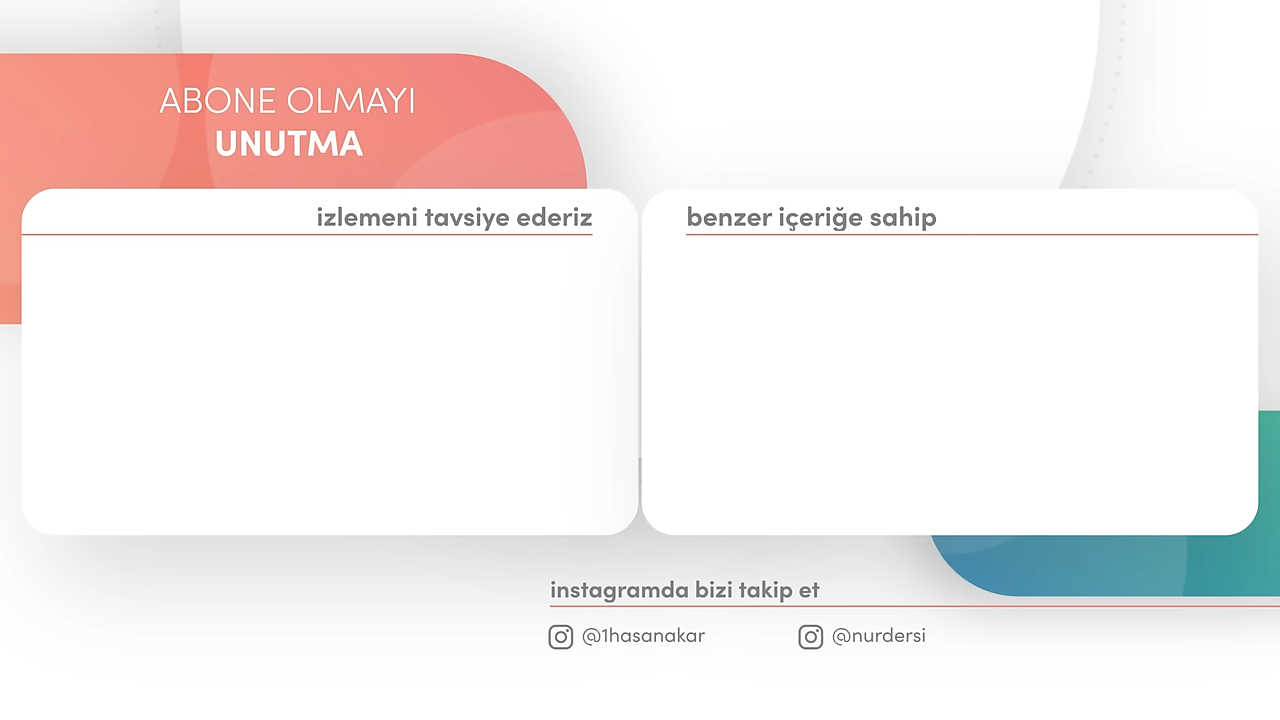 ABONE OLMAYI
UNUTMA
izlemeni tavsiye ederiz
benzer içeriğe sahip
instagramda bizi takip et
@1hasanakar
@nurdersi